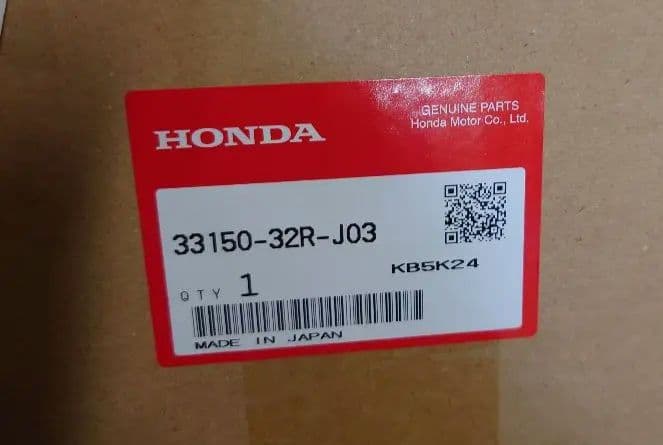 HONDA
GENUINE PARTS
Honda Motor Co., Ltd.
33150-32R-J03
KB5K24
QTY 1
MADE IN JAPAN